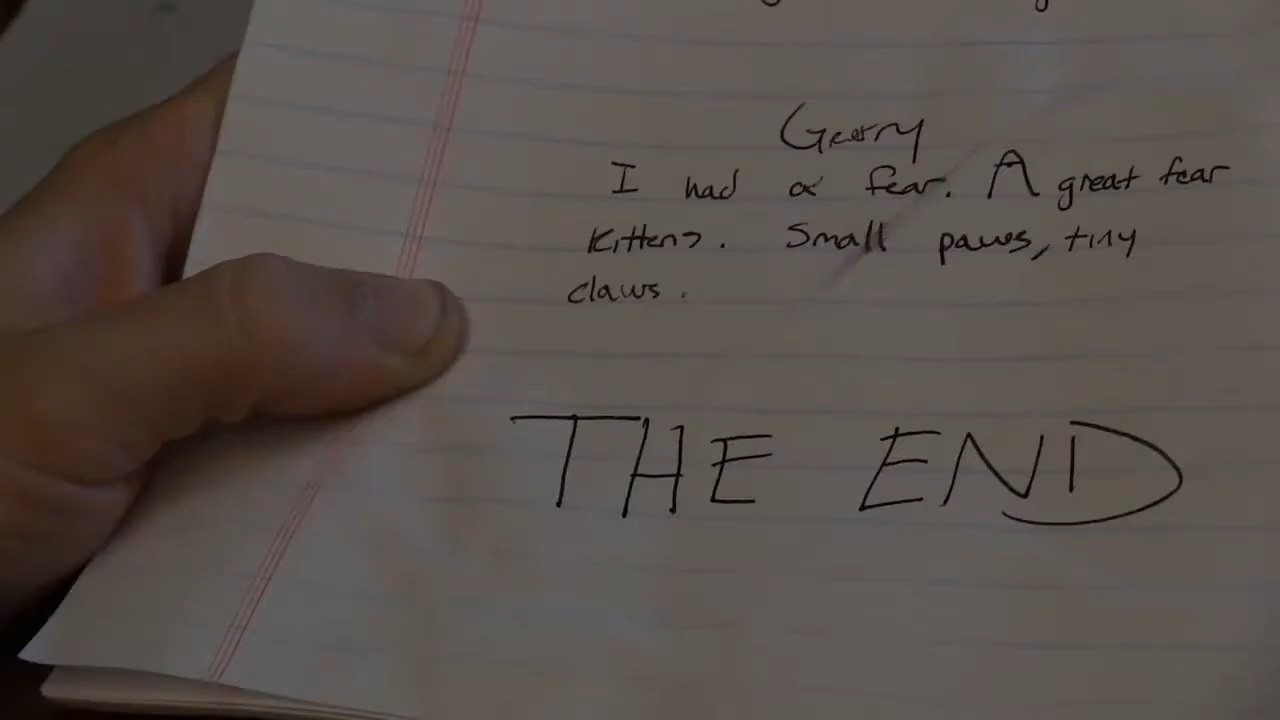 Gerry
I had a fear. A great fear
Kittens. Small paws, tiny
claws.
THE END